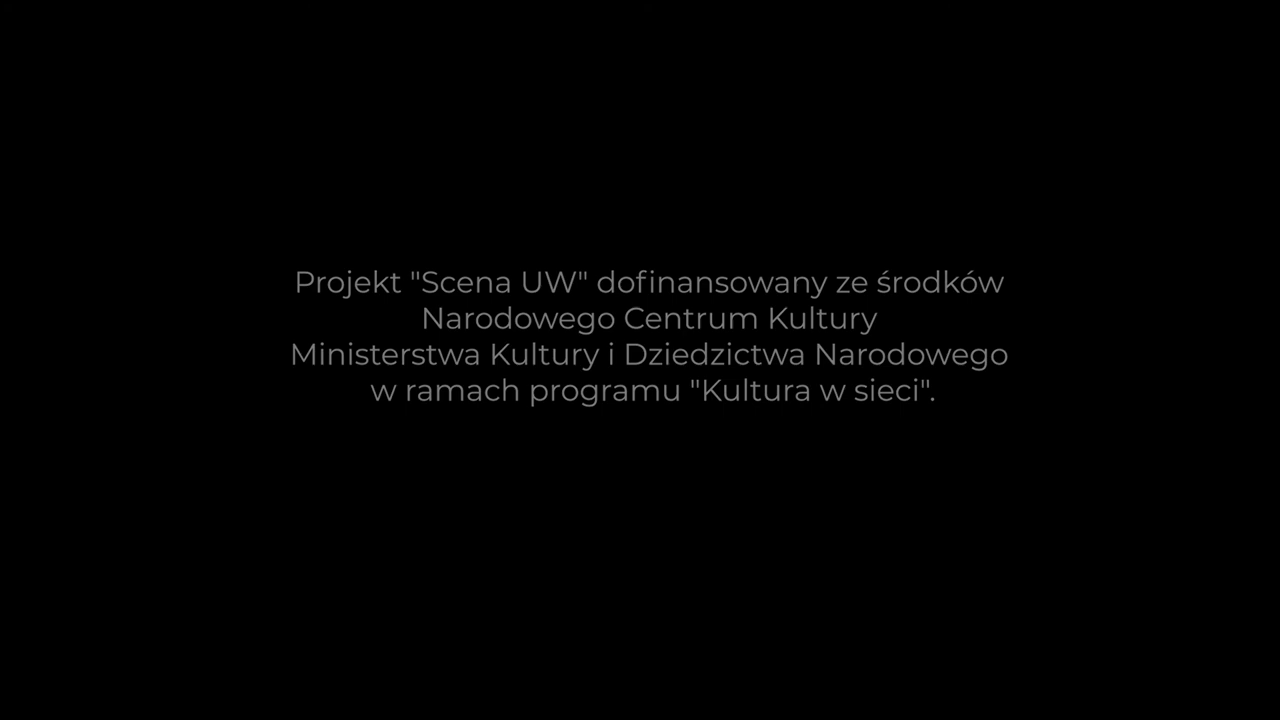 Projekt "Scena UW" dofinansowany ze środków
Narodowego Centrum Kultury
Ministerstwa Kultury i Dziedzictwa Narodowego
w ramach programu "Kultura w sieci".